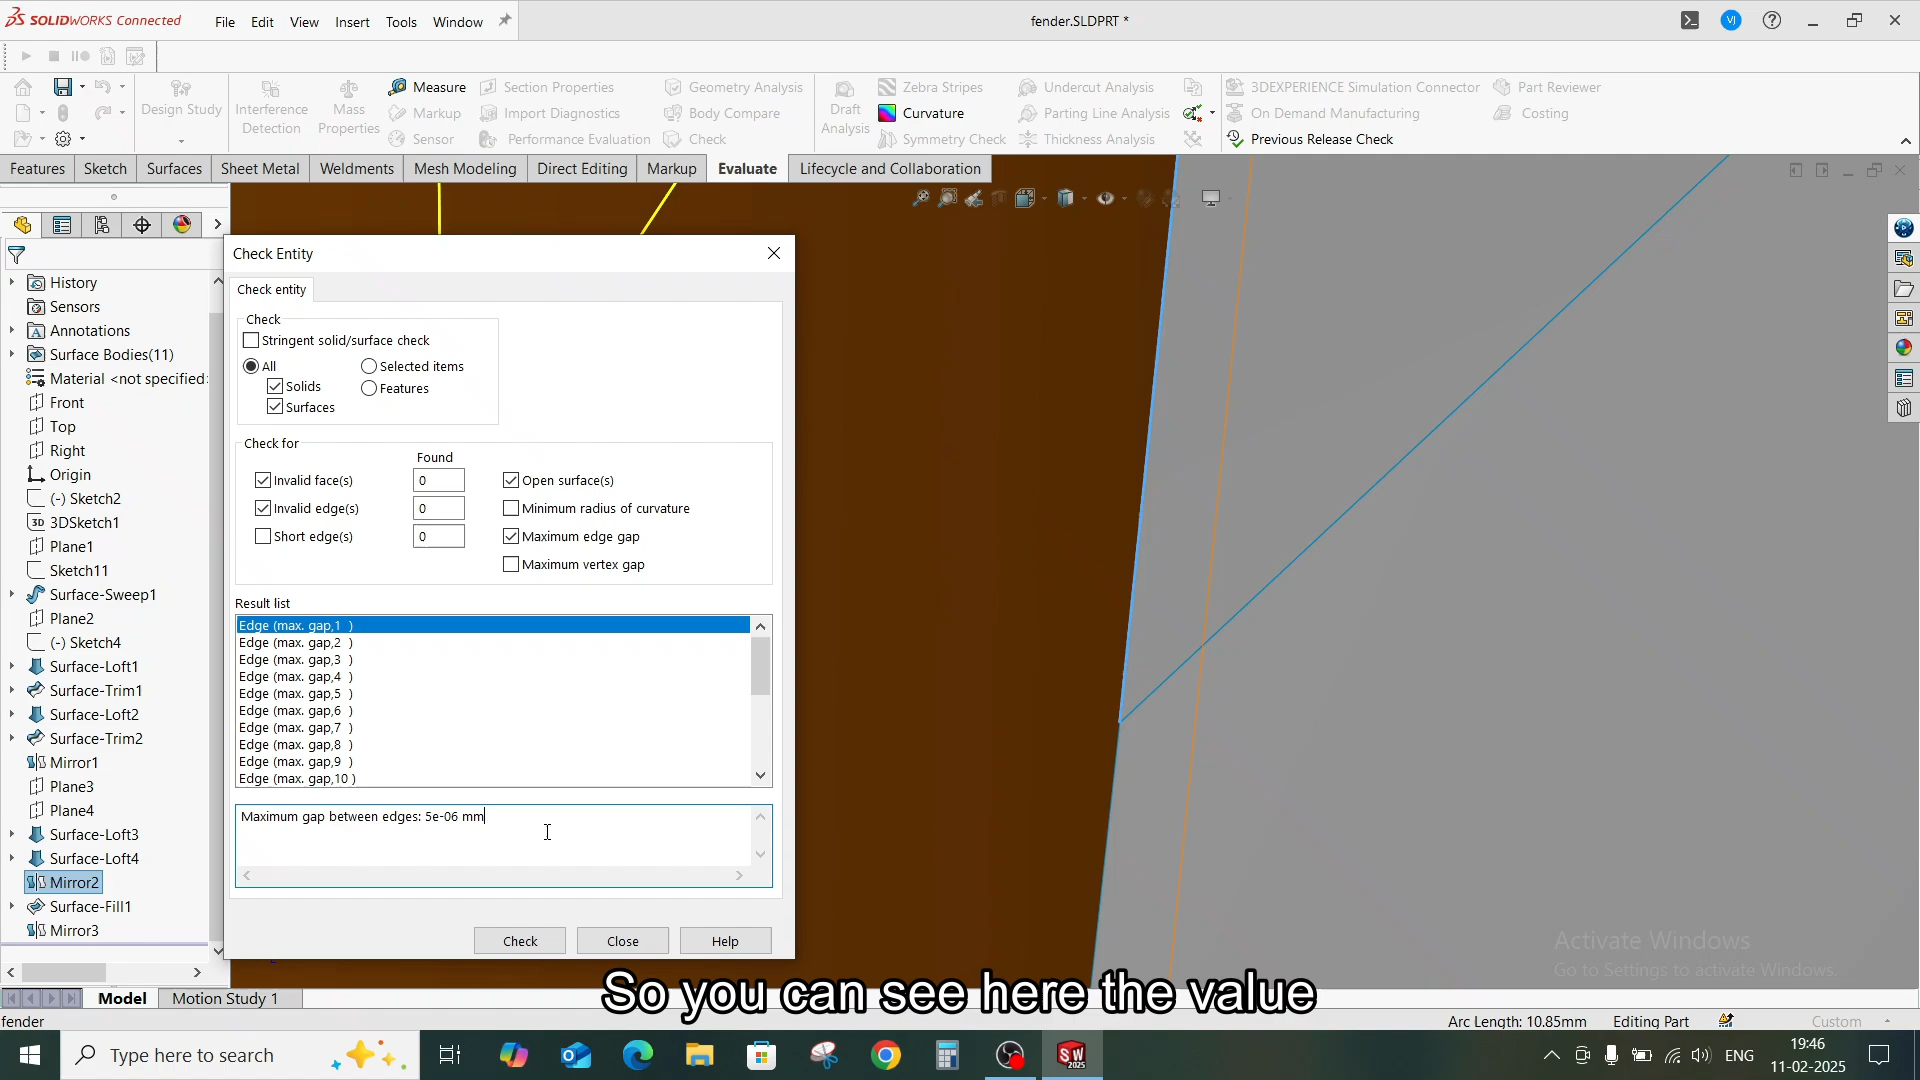 SOLIDWORKS Connected
File Edit View Insert Tools Window
fender.SLDPRT *
VJ
Design Study
Interference Detection
Mass Properties
Measure
Markup
Sensor
Section Properties
Import Diagnostics
Performance Evaluation
Geometry Analysis
Body Compare
Check
Draft Analysis
Zebra Stripes
Curvature
Symmetry Check
Undercut Analysis
Parting Line Analysis
Thickness Analysis
3DEXPERIENCE Simulation Connector
On Demand Manufacturing
Previous Release Check
Part Reviewer
Costing
Features Sketch Surfaces Sheet Metal Weldments Mesh Modeling Direct Editing Markup Evaluate Lifecycle and Collaboration
History
Sensors
Annotations
Surface Bodies(11)
Material <not specified>
Front
Top
Right
Origin
(-) Sketch2
3D 3DSketch1
Plane1
Sketch11
Surface-Sweep1
Plane2
(-) Sketch4
Surface-Loft1
Surface-Trim1
Surface-Loft2
Surface-Trim2
Mirror1
Plane3
Plane4
Surface-Loft3
Surface-Loft4
Mirror2
Surface-Fill1
Mirror3
Check Entity
Check entity
Check
Stringent solid/surface check
All
Selected items
Solids
Features
Surfaces
Check for
Found
Invalid face(s) 0 Open surface(s)
Invalid edge(s) 0 Minimum radius of curvature
Short edge(s) 0 Maximum edge gap
Maximum vertex gap
Result list
Edge (max. gap,1 )
Edge (max. gap,2 )
Edge (max. gap,3 )
Edge (max. gap,4 )
Edge (max. gap,5 )
Edge (max. gap,6 )
Edge (max. gap,7 )
Edge (max. gap,8 )
Edge (max. gap,9 )
Edge (max. gap,10 )
Maximum gap between edges: 5e-06 mm
Check Close Help
Activate Windows
Go to Settings to activate Windows.
So you can see here the value
Model Motion Study 1
fender
Arc Length: 10.85mm Editing Part Custom
Type here to search
SW 2025
ENG
19:46
11-02-2025